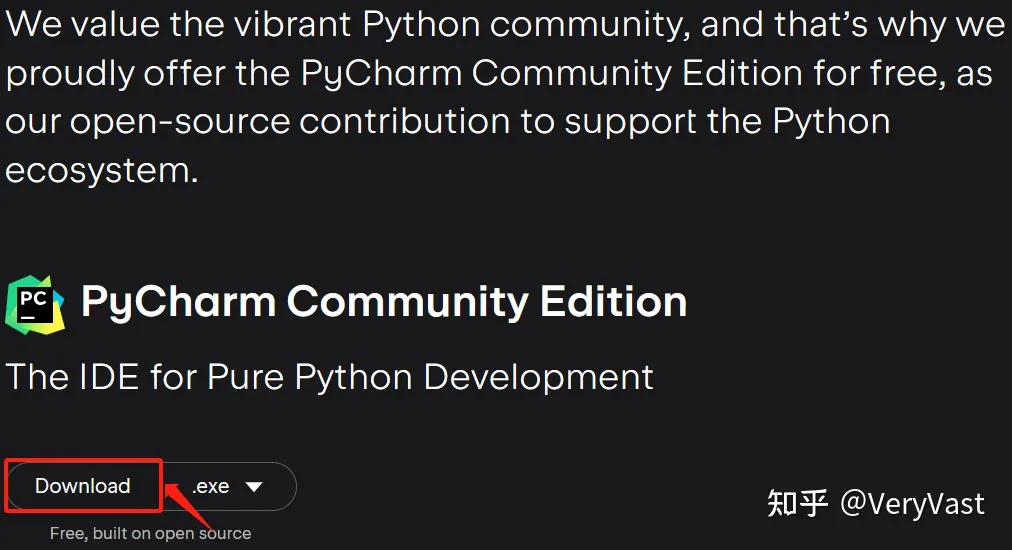 We value the vibrant Python community, and that’s why we
proudly offer the PyCharm Community Edition for free, as
our open-source contribution to support the Python
ecosystem.
PC
PyCharm Community Edition
The IDE for Pure Python Development
Download
.exe
Free, built on open source
知乎 @VeryVast